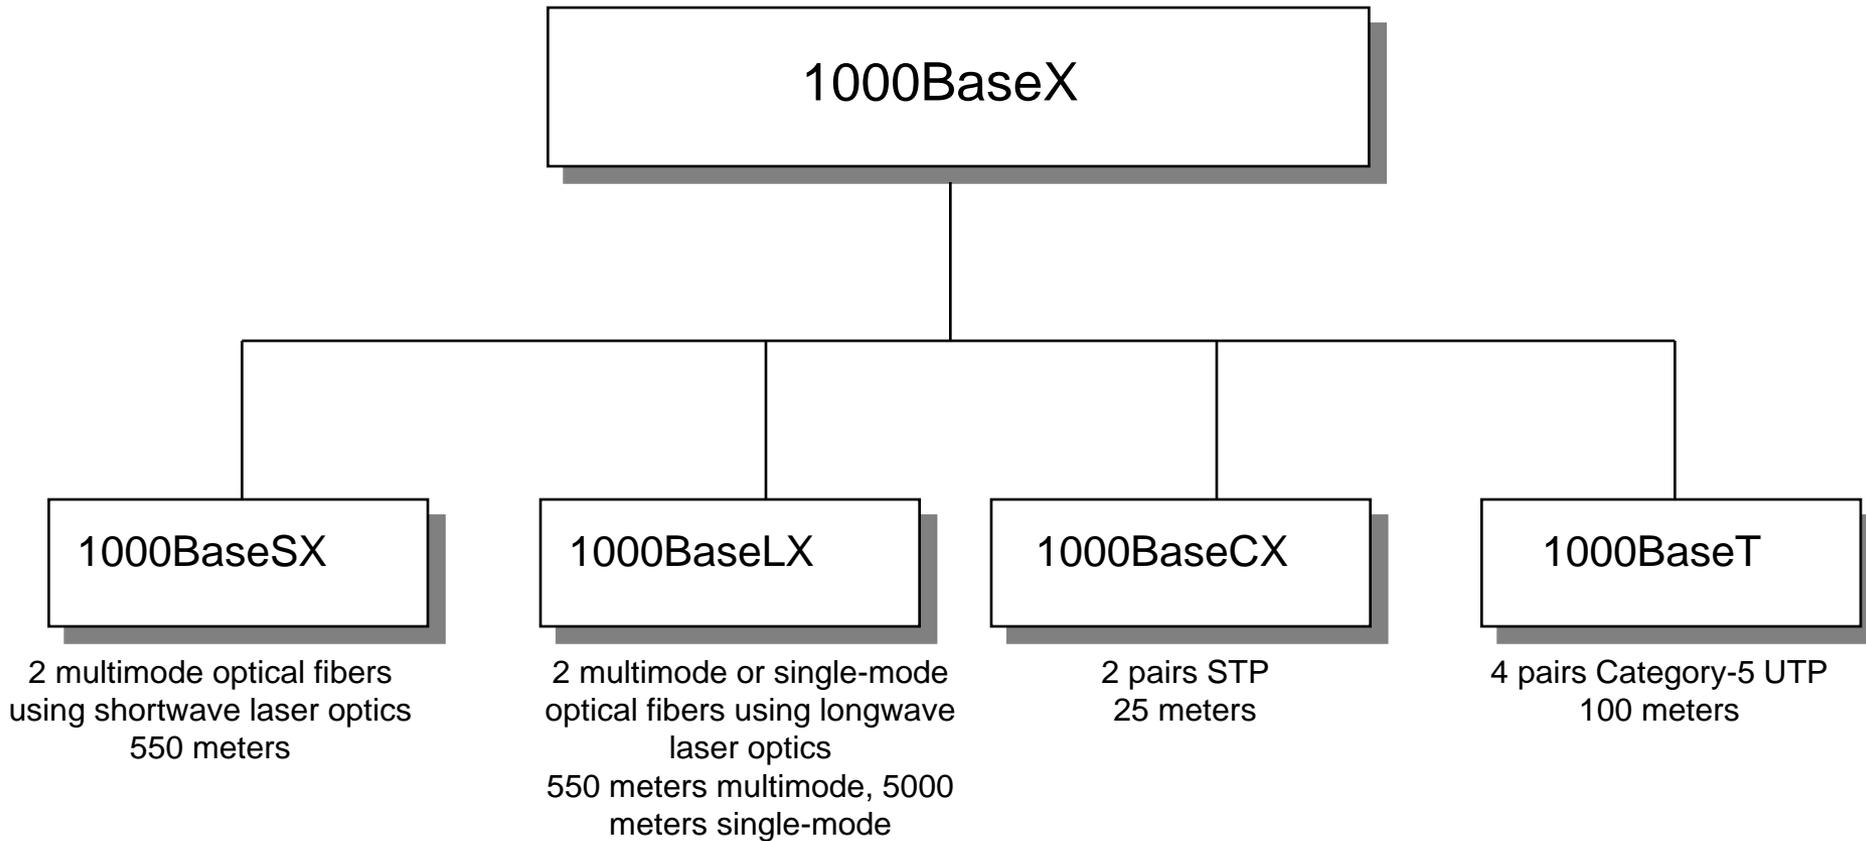 1000BaseX
1000BaseSX
2 multimode optical fibers
using shortwave laser optics
550 meters
1000BaseLX
2 multimode or single-mode
optical fibers using longwave
laser optics
550 meters multimode, 5000
meters single-mode
1000BaseCX
2 pairs STP
25 meters
1000BaseT
4 pairs Category-5 UTP
100 meters